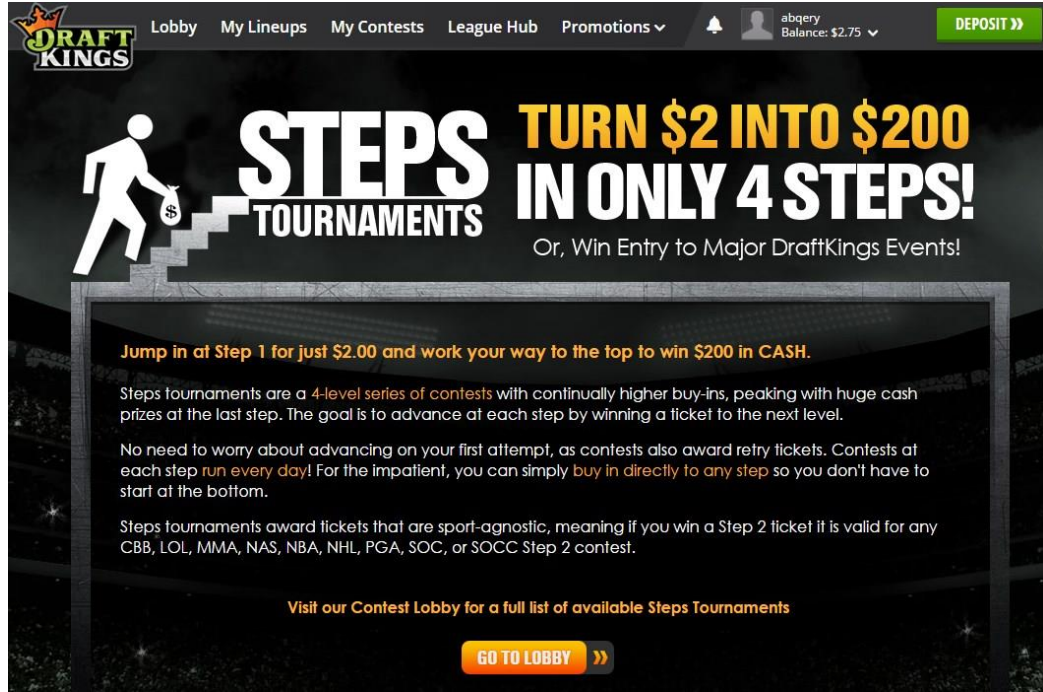 DRAFT
KINGS
Lobby My Lineups My Contests League Hub Promotions
abqery
Balance: $2.75
DEPOSIT »
STEPS
TOURNAMENTS
$
TURN $2 INTO $200
IN ONLY 4 STEPS!
Or, Win Entry to Major DraftKings Events!
Jump in at Step 1 for just $2.00 and work your way to the top to win $200 in CASH.
Steps tournaments are a 4-level series of contests with continually higher buy-ins, peaking with huge cash
prizes at the last step. The goal is to advance at each step by winning a ticket to the next level.
No need to worry about advancing on your first attempt, as contests also award retry tickets. Contests at
each step run every day! For the impatient, you can simply buy in directly to any step so you don't have to
start at the bottom.
Steps tournaments award tickets that are sport-agnostic, meaning if you win a Step 2 ticket it is valid for any
CBB, LOL, MMA, NAS, NBA, NHL, PGA, SOC, or SOCC Step 2 contest.
Visit our Contest Lobby for a full list of available Steps Tournaments
GO TO LOBBY »